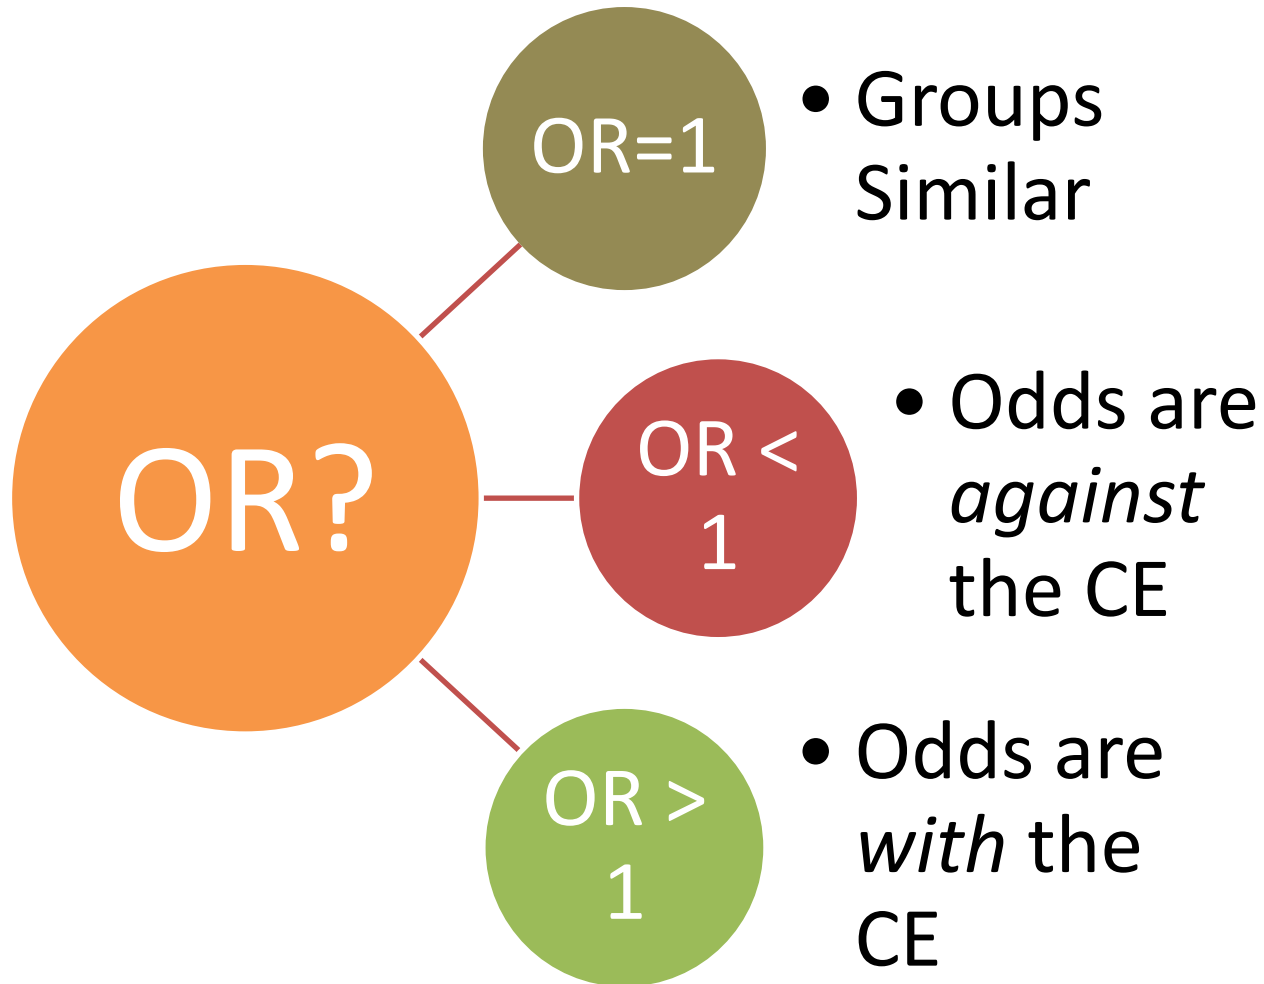 OR?
OR=1
• Groups
Similar
OR <
1
• Odds are
against
the CE
OR >
1
• Odds are
with the
CE